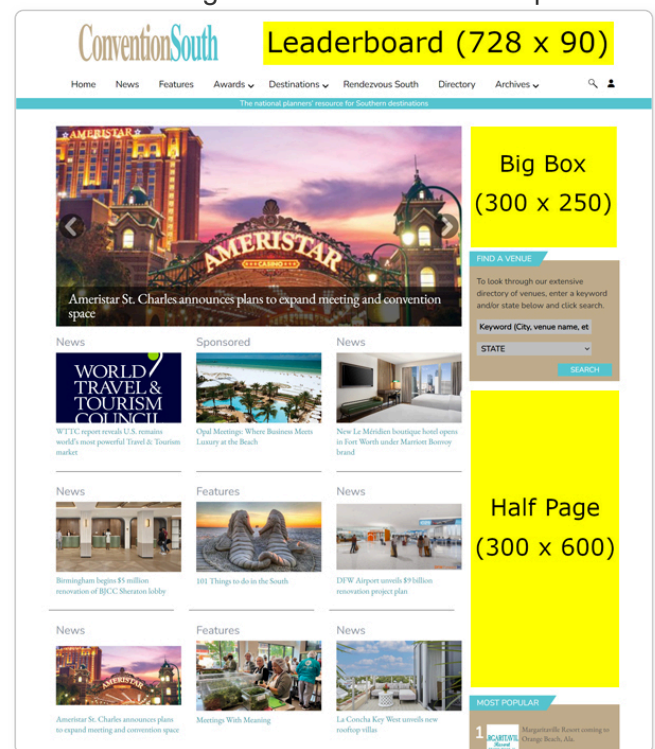 ConventionSouth
Leaderboard (728 x 90)
Home News Features Awards Destinations Rendezvous South Directory Archives
The national planners' resource for Southern destinations
AMERISTAR
AMERISTAR
CASINO
Ameristar St. Charles announces plans to expand meeting and convention
space
Big Box
(300 x 250)
FIND A VENUE
To look through our extensive
directory of venues, enter a keyword
and/or state below and click search.
Keyword (City, venue name, et
STATE
SEARCH
News
Sponsored
News
WORLD
TRAVEL &
TOURISM
COUNCIL
WTTC report reveals U.S. remains
world's most powerful Travel & Tourism
market
Opal Meetings: Where Business Meets
Luxury at the Beach
New Le Méridien boutique hotel opens
in Fort Worth under Marriott Bonvoy
brand
Half Page
(300 x 600)
News
Features
News
Birmingham begins $5 million
renovation of BJCC Sheraton lobby
101 Things to do in the South
DFW Airport unveils $9 billion
renovation project plan
News
Features
News
AMERISTAR
Ameristar St. Charles announces plans
to expand meeting and convention space
Meetings With Meaning
La Concha Key West unveils new
rooftop villas
MOST POPULAR
1
Margaritaville Resort coming to
Orange Beach, Ala.